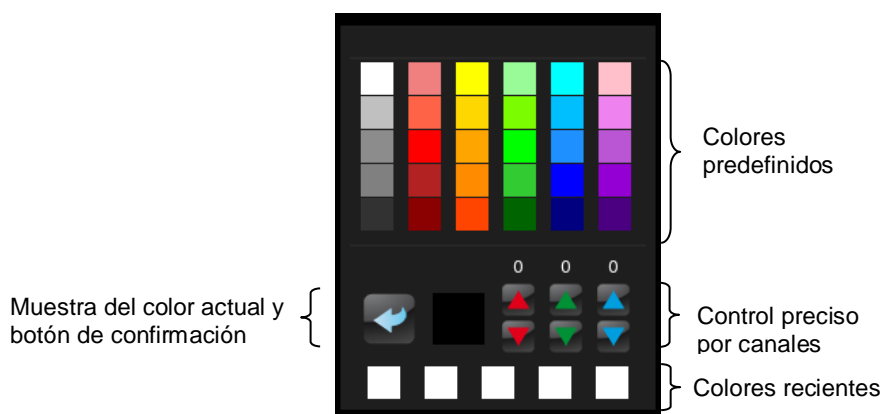 Colores
predefinidos
0 0 0
Muestra del color actual y
botón de confirmación
Control preciso
por canales
Colores recientes